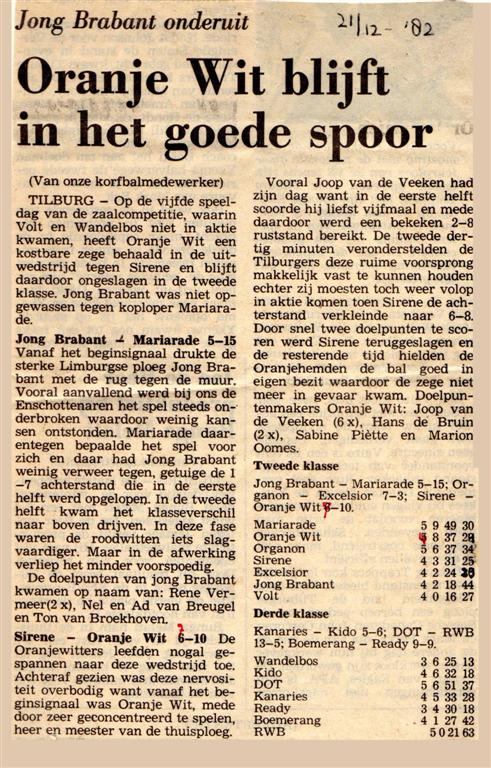 Jong Brabant onderuit
21/12-'82
Oranje Wit blijft
in het goede spoor
(Van onze korfbalmedewerker)
TILBURG – Op de vijfde speel-
dag van de zaalcompetitie, waarin
Volt en Wandelbos niet in aktie
kwamen, heeft Oranje Wit een
kostbare zege behaald in de uit-
wedstrijd tegen Sirene en blijft
daardoor ongeslagen in de tweede
klasse. Jong Brabant was niet op-
gewassen tegen koploper Mariara-
de.
Jong Brabant – Mariarade 5–15
Vanaf het beginsignaal drukte de
sterke Limburgse ploeg Jong Bra-
bant met de rug tegen de muur.
Vooral aanvallend werd bij ons de
Enschottenaren het spel steeds on-
derbroken waardoor weinig kan-
sen ontstonden. Mariarade daar-
entegen bepaalde het spel voor
zich en daar had Jong Brabant
weinig verweer tegen, getuige de 1
–7 achterstand die in de eerste
helft werd opgelopen. In de tweede
helft kwam het klasseverschil
naar boven drijven. In deze fase
waren de roodwitten iets slag-
vaardiger. Maar in de afwerking
verliep het minder voorspoedig.
De doelpunten van jong Brabant
kwamen op naam van: Rene Ver-
meer(2 x), Nel en Ad van Breugel
en Ton van Broekhoven.
Sirene – Oranje Wit 6–10 De
Oranjewitters leefden nogal ge-
spannen naar deze wedstrijd toe.
Achteraf gezien was deze nervosi-
teit overbodig want vanaf het be-
ginsignaal was Oranje Wit, mede
door zeer geconcentreerd te spelen,
heer en meester van de thuisploeg.
Vooral Joop van de Veeken had
zijn dag want in de eerste helft
scoorde hij liefst vijfmaal en mede
daardoor werd een bekeken 2–8
ruststand bereikt. De tweede der-
tig minuten veronderstelden de
Tilburgers deze ruime voorsprong
makkelijk vast te kunnen houden
echter zij moesten toch weer volop
in aktie komen toen Sirene de ach-
terstand verkleinde naar 6–8.
Door snel twee doelpunten te sco-
ren werd Sirene teruggeslagen en
de resterende tijd hielden de
Oranjehemden de bal goed in
eigen bezit waardoor de zege niet
meer in gevaar kwam. Doelpun-
tenmakers Oranje Wit: Joop van
de Veeken (6 x), Hans de Bruin
(2 x), Sabine Piètte en Marion
Oomes.
Tweede klasse
Jong Brabant – Mariarade 5–15; Or-
ganon – Excelsior 7–3; Sirene –
Oranje Wit –10.
Mariarade 5 9 49 30
Oranje Wit 8 37
Organon 5 6 37 34
Sirene 4 3 31 25
Excelsior 4 2 24
Jong Brabant 4 2 18 44
Volt 4 0 16 27
Derde klasse
Kanaries – Kido 5–6; DOT – RWB
13–5; Boemerang – Ready 9–9.
Wandelbos 3 6 25 13
Kido 4 6 32 18
DOT 5 6 51 37
Kanaries 4 5 33 28
Ready 3 4 30 18
Boemerang 4 1 27 42
RWB 5 0 21 63